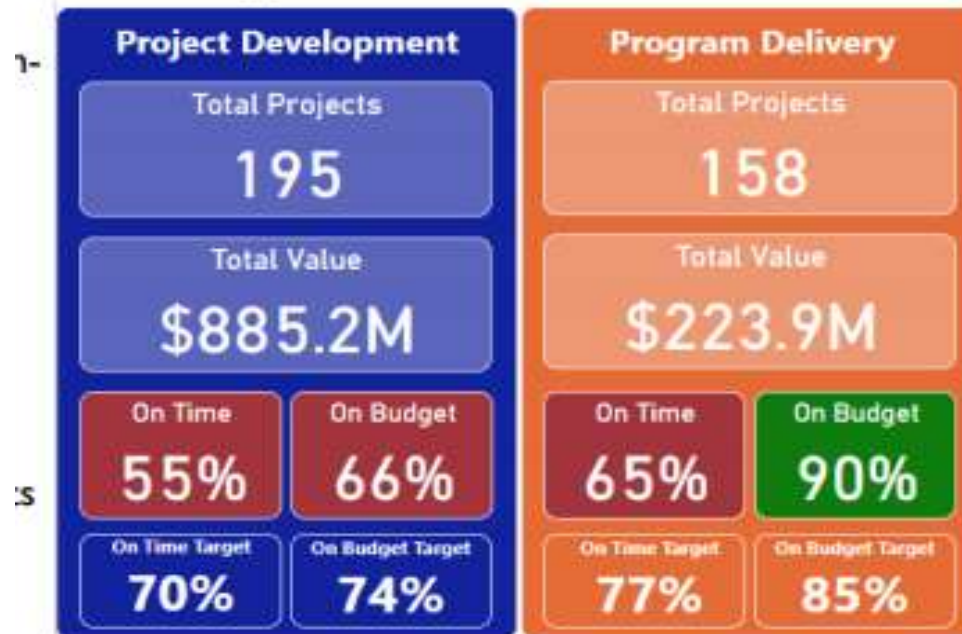 n-
Project Development
Total Projects
195
Total Value
$885.2M
On Time
55%
On Budget
66%
On Time Target
70%
On Budget Target
74%
Program Delivery
Total Projects
158
Total Value
$223.9M
On Time
65%
On Budget
90%
On Time Target
77%
On Budget Target
85%